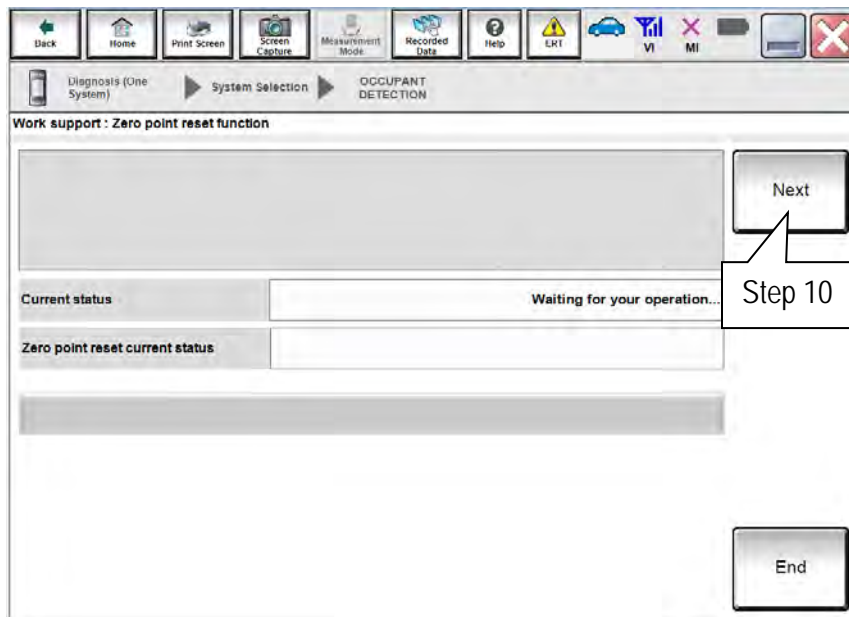 Back
Home
Print Screen
Screen
Capture
Measurement
Mode
Recorded
Data
Help
ERT
VI
MI
Diagnosis (One
System)
System Selection
OCCUPANT
DETECTION
Work support : Zero point reset function
Next
Current status
Waiting for your operation...
Step 10
Zero point reset current status
End